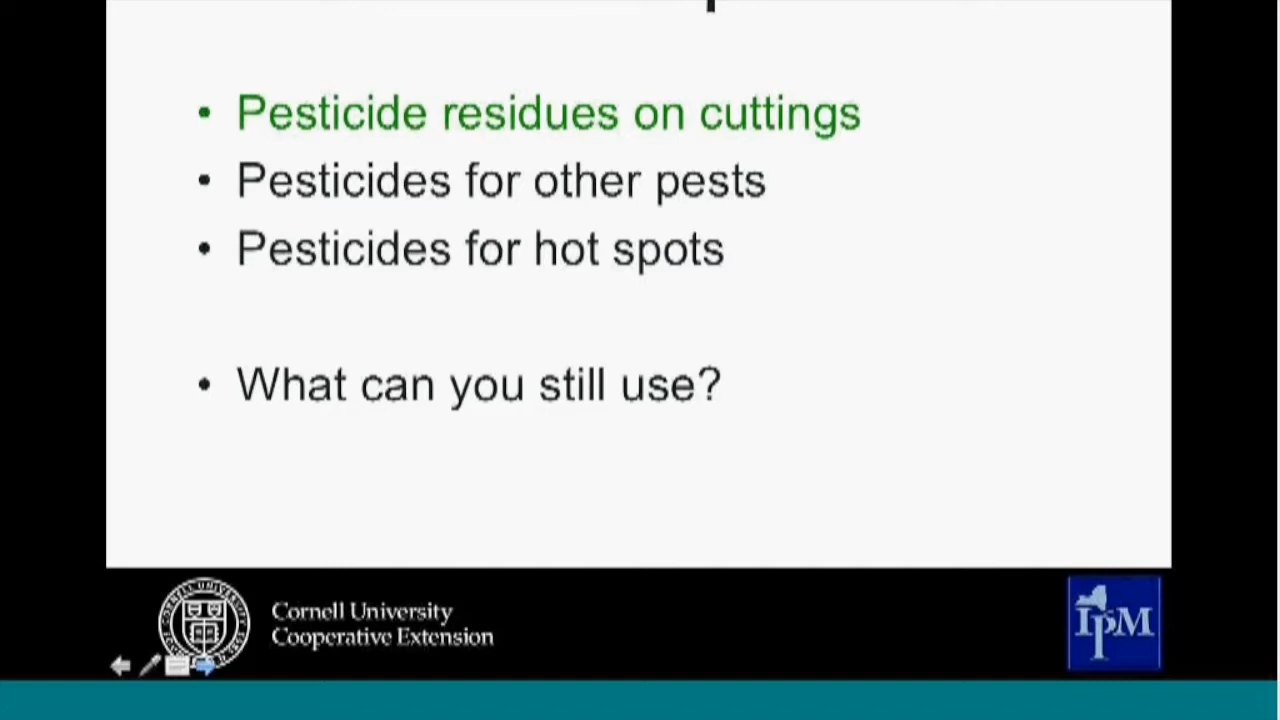 • Pesticide residues on cuttings
• Pesticides for other pests
• Pesticides for hot spots
• What can you still use?
Cornell University
Cooperative Extension
IPM